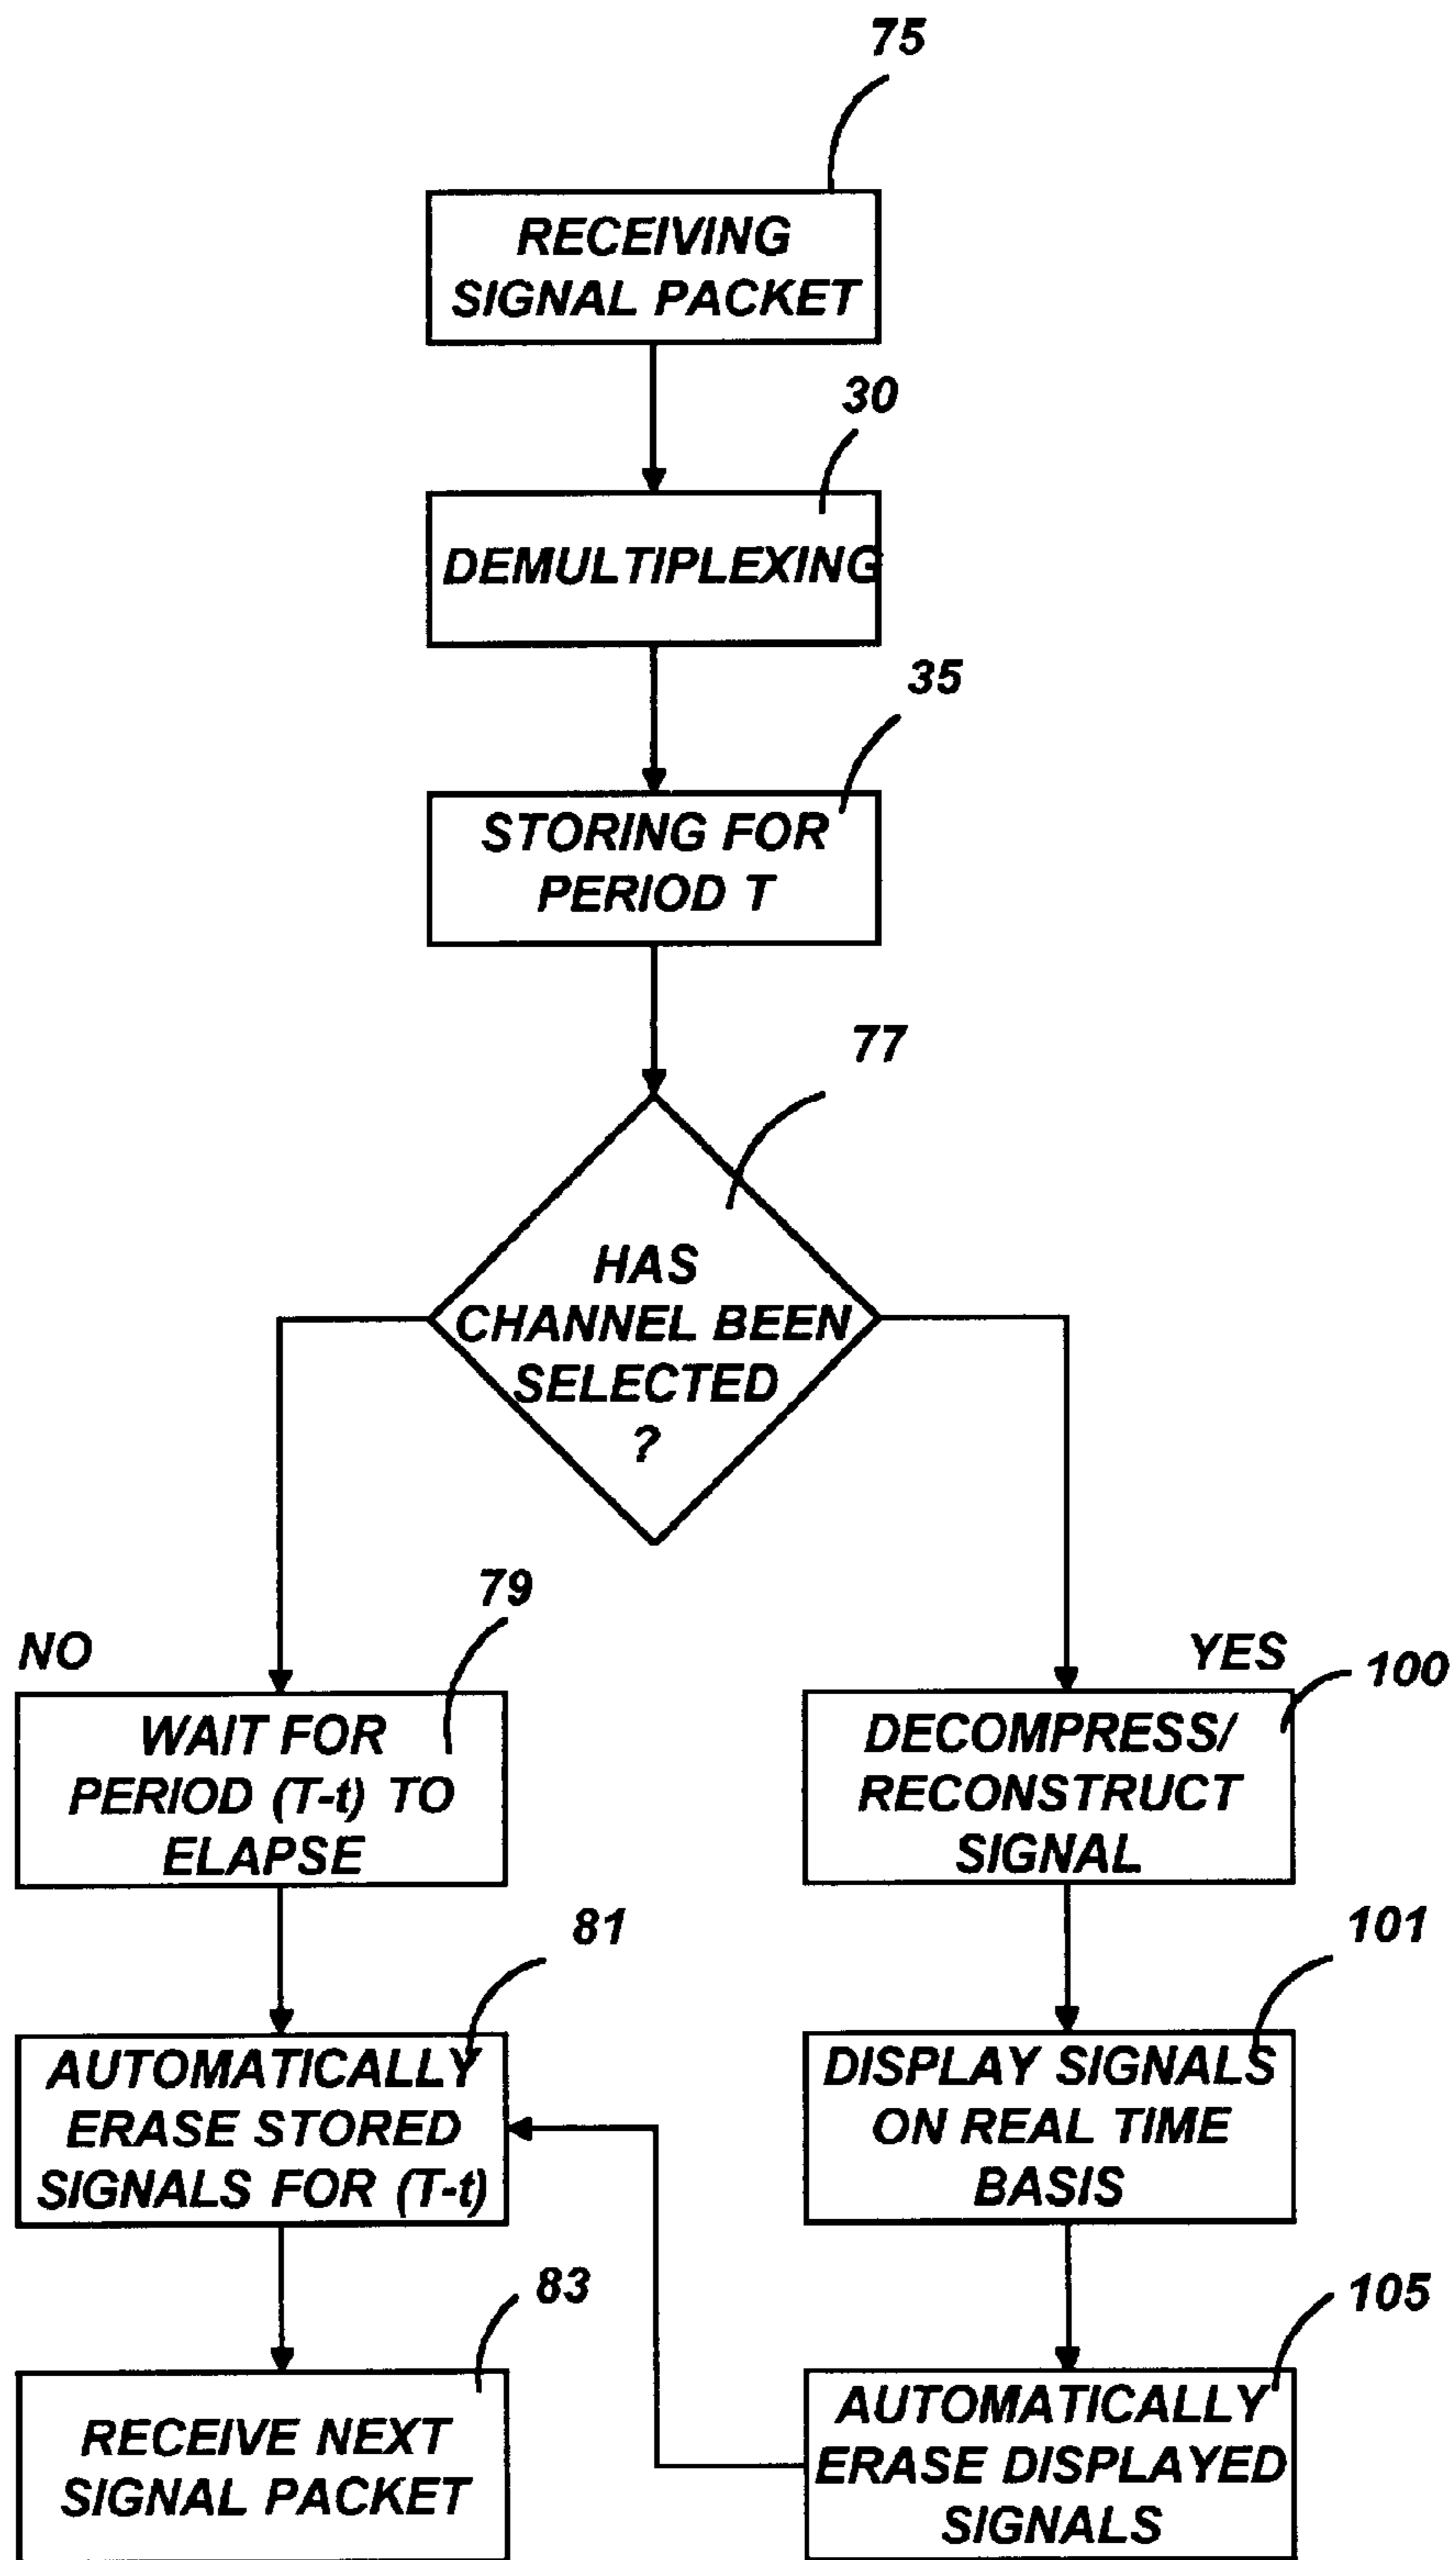 75
RECEIVING
SIGNAL PACKET
30
DEMULTIPLEXING
35
STORING FOR
PERIOD T
77
HAS
CHANNEL BEEN
SELECTED
?
79
NO
WAIT FOR
PERIOD (T-t) TO
ELAPSE
YES
100
DECOMPRESS/
RECONSTRUCT
SIGNAL
81
AUTOMATICALLY
ERASE STORED
SIGNALS FOR (T-t)
101
DISPLAY SIGNALS
ON REAL TIME
BASIS
83
RECEIVE NEXT
SIGNAL PACKET
105
AUTOMATICALLY
ERASE DISPLAYED
SIGNALS